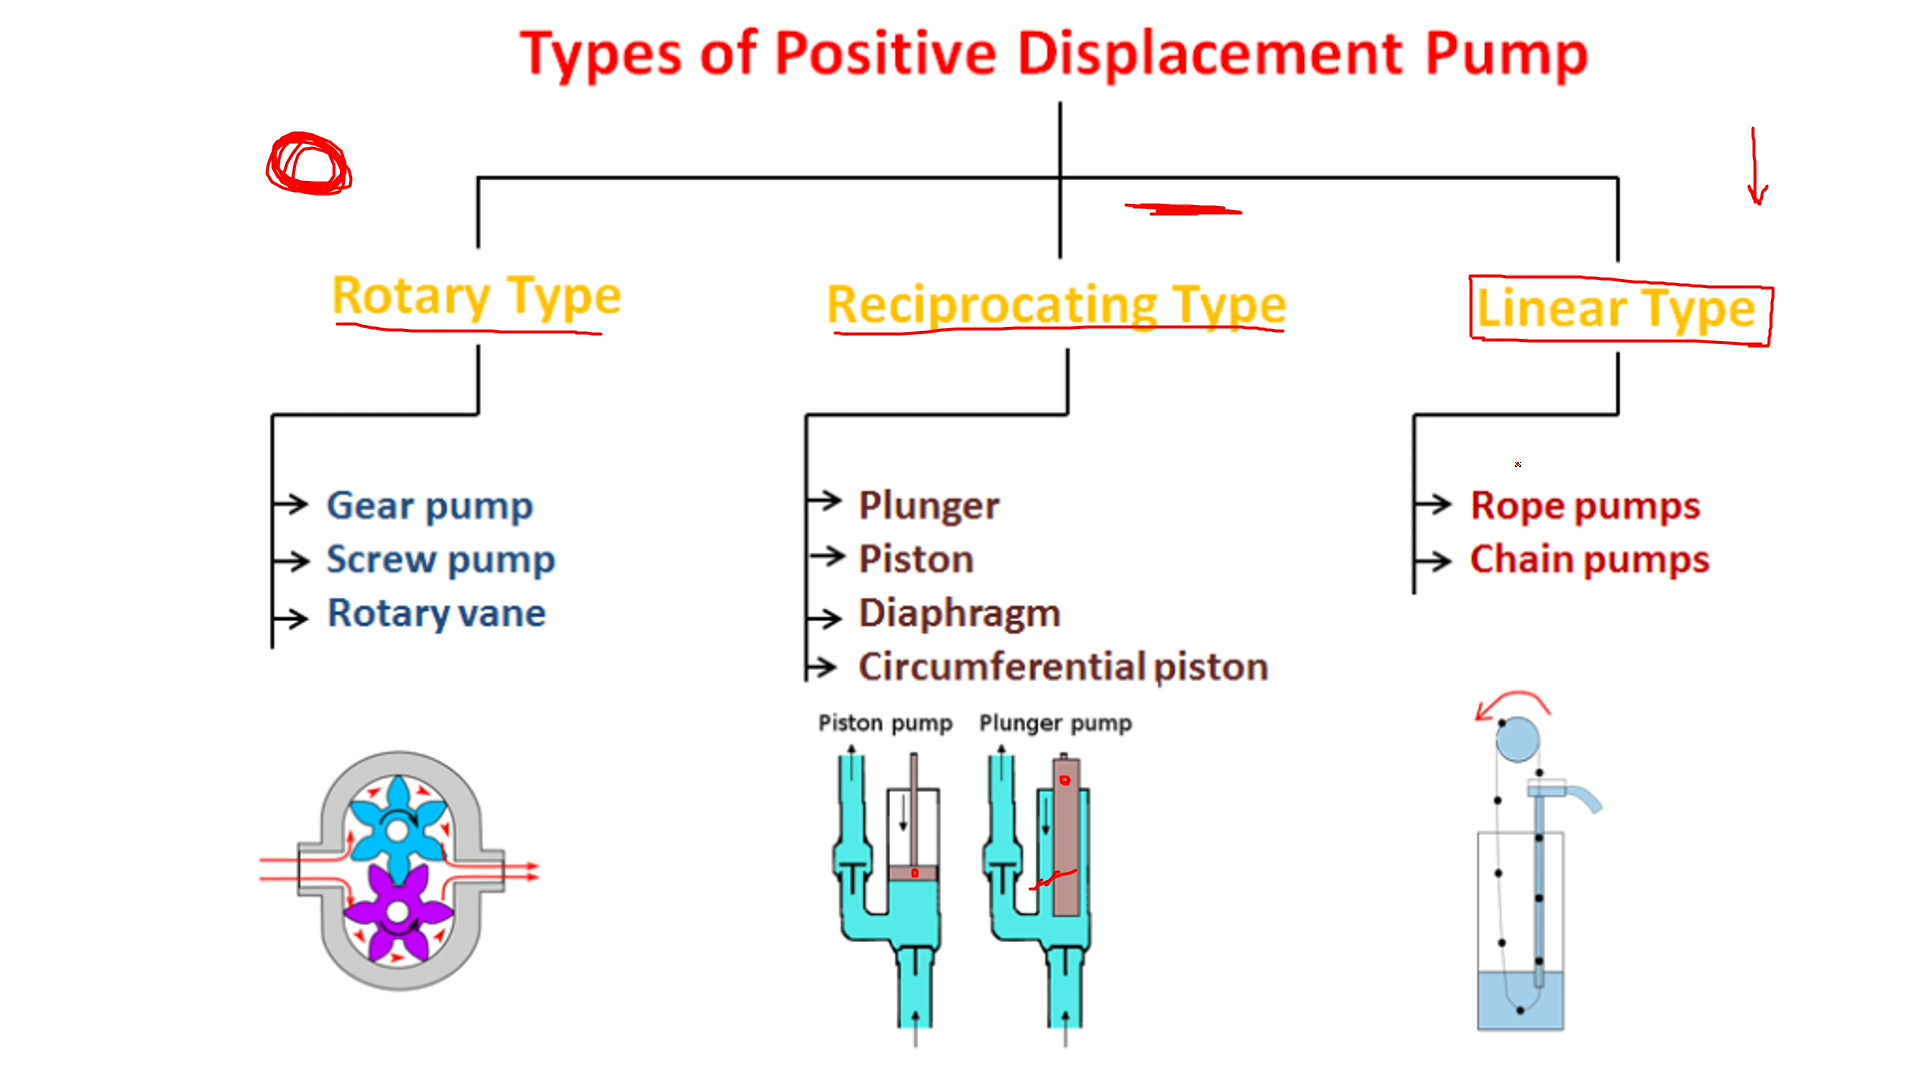 Types of Positive Displacement Pump
Rotary Type
Reciprocating Type
Linear Type
Gear pump
Screw pump
Rotary vane
Plunger
Piston
Diaphragm
Circumferential piston
Rope pumps
Chain pumps
Piston pump
Plunger pump